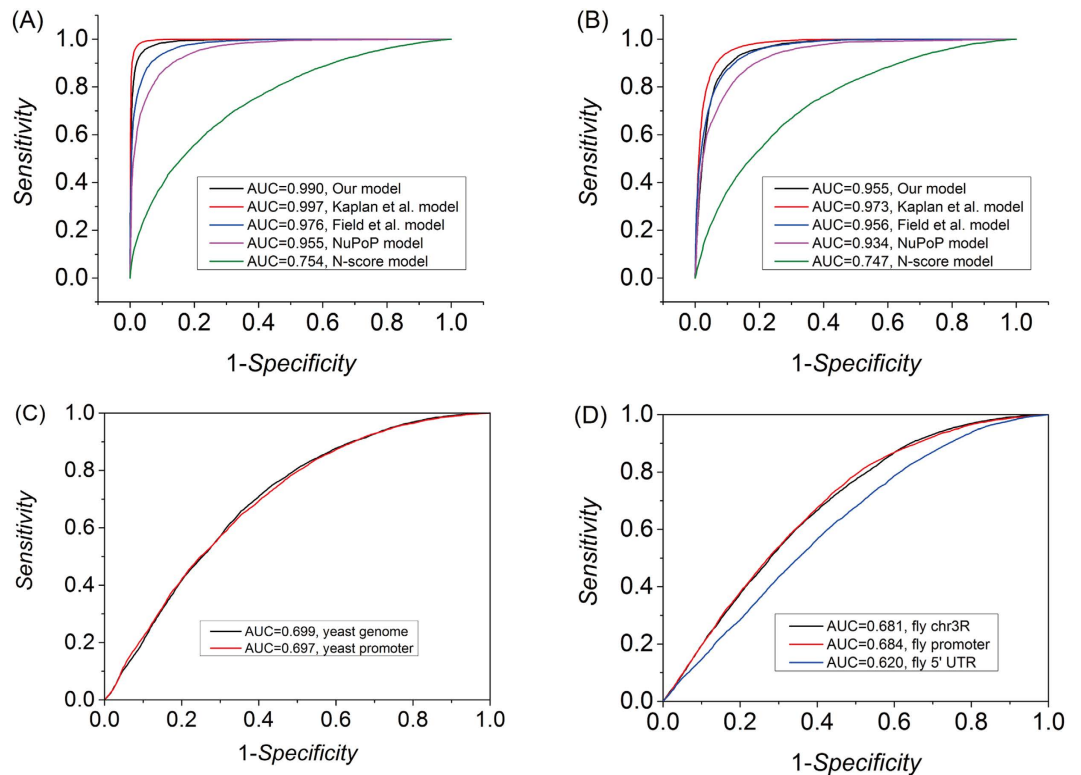 (A)
1.0
0.8
0.6
0.4
0.2
0.0
Sensitivity
AUC=0.990, Our model
AUC=0.997, Kaplan et al. model
AUC=0.976, Field et al. model
AUC=0.955, NuPoP model
AUC=0.754, N-score model
0.0 0.2 0.4 0.6 0.8 1.0
1-Specificity
(B)
1.0
0.8
0.6
0.4
0.2
0.0
Sensitivity
AUC=0.955, Our model
AUC=0.973, Kaplan et al. model
AUC=0.956, Field et al. model
AUC=0.934, NuPoP model
AUC=0.747, N-score model
0.0 0.2 0.4 0.6 0.8 1.0
1-Specificity
(C)
1.0
0.8
0.6
0.4
0.2
0.0
Sensitivity
AUC=0.699, yeast genome
AUC=0.697, yeast promoter
0.0 0.2 0.4 0.6 0.8 1.0
1-Specificity
(D)
1.0
0.8
0.6
0.4
0.2
0.0
Sensitivity
AUC=0.681, fly chr3R
AUC=0.684, fly promoter
AUC=0.620, fly 5' UTR
0.0 0.2 0.4 0.6 0.8 1.0
1-Specificity